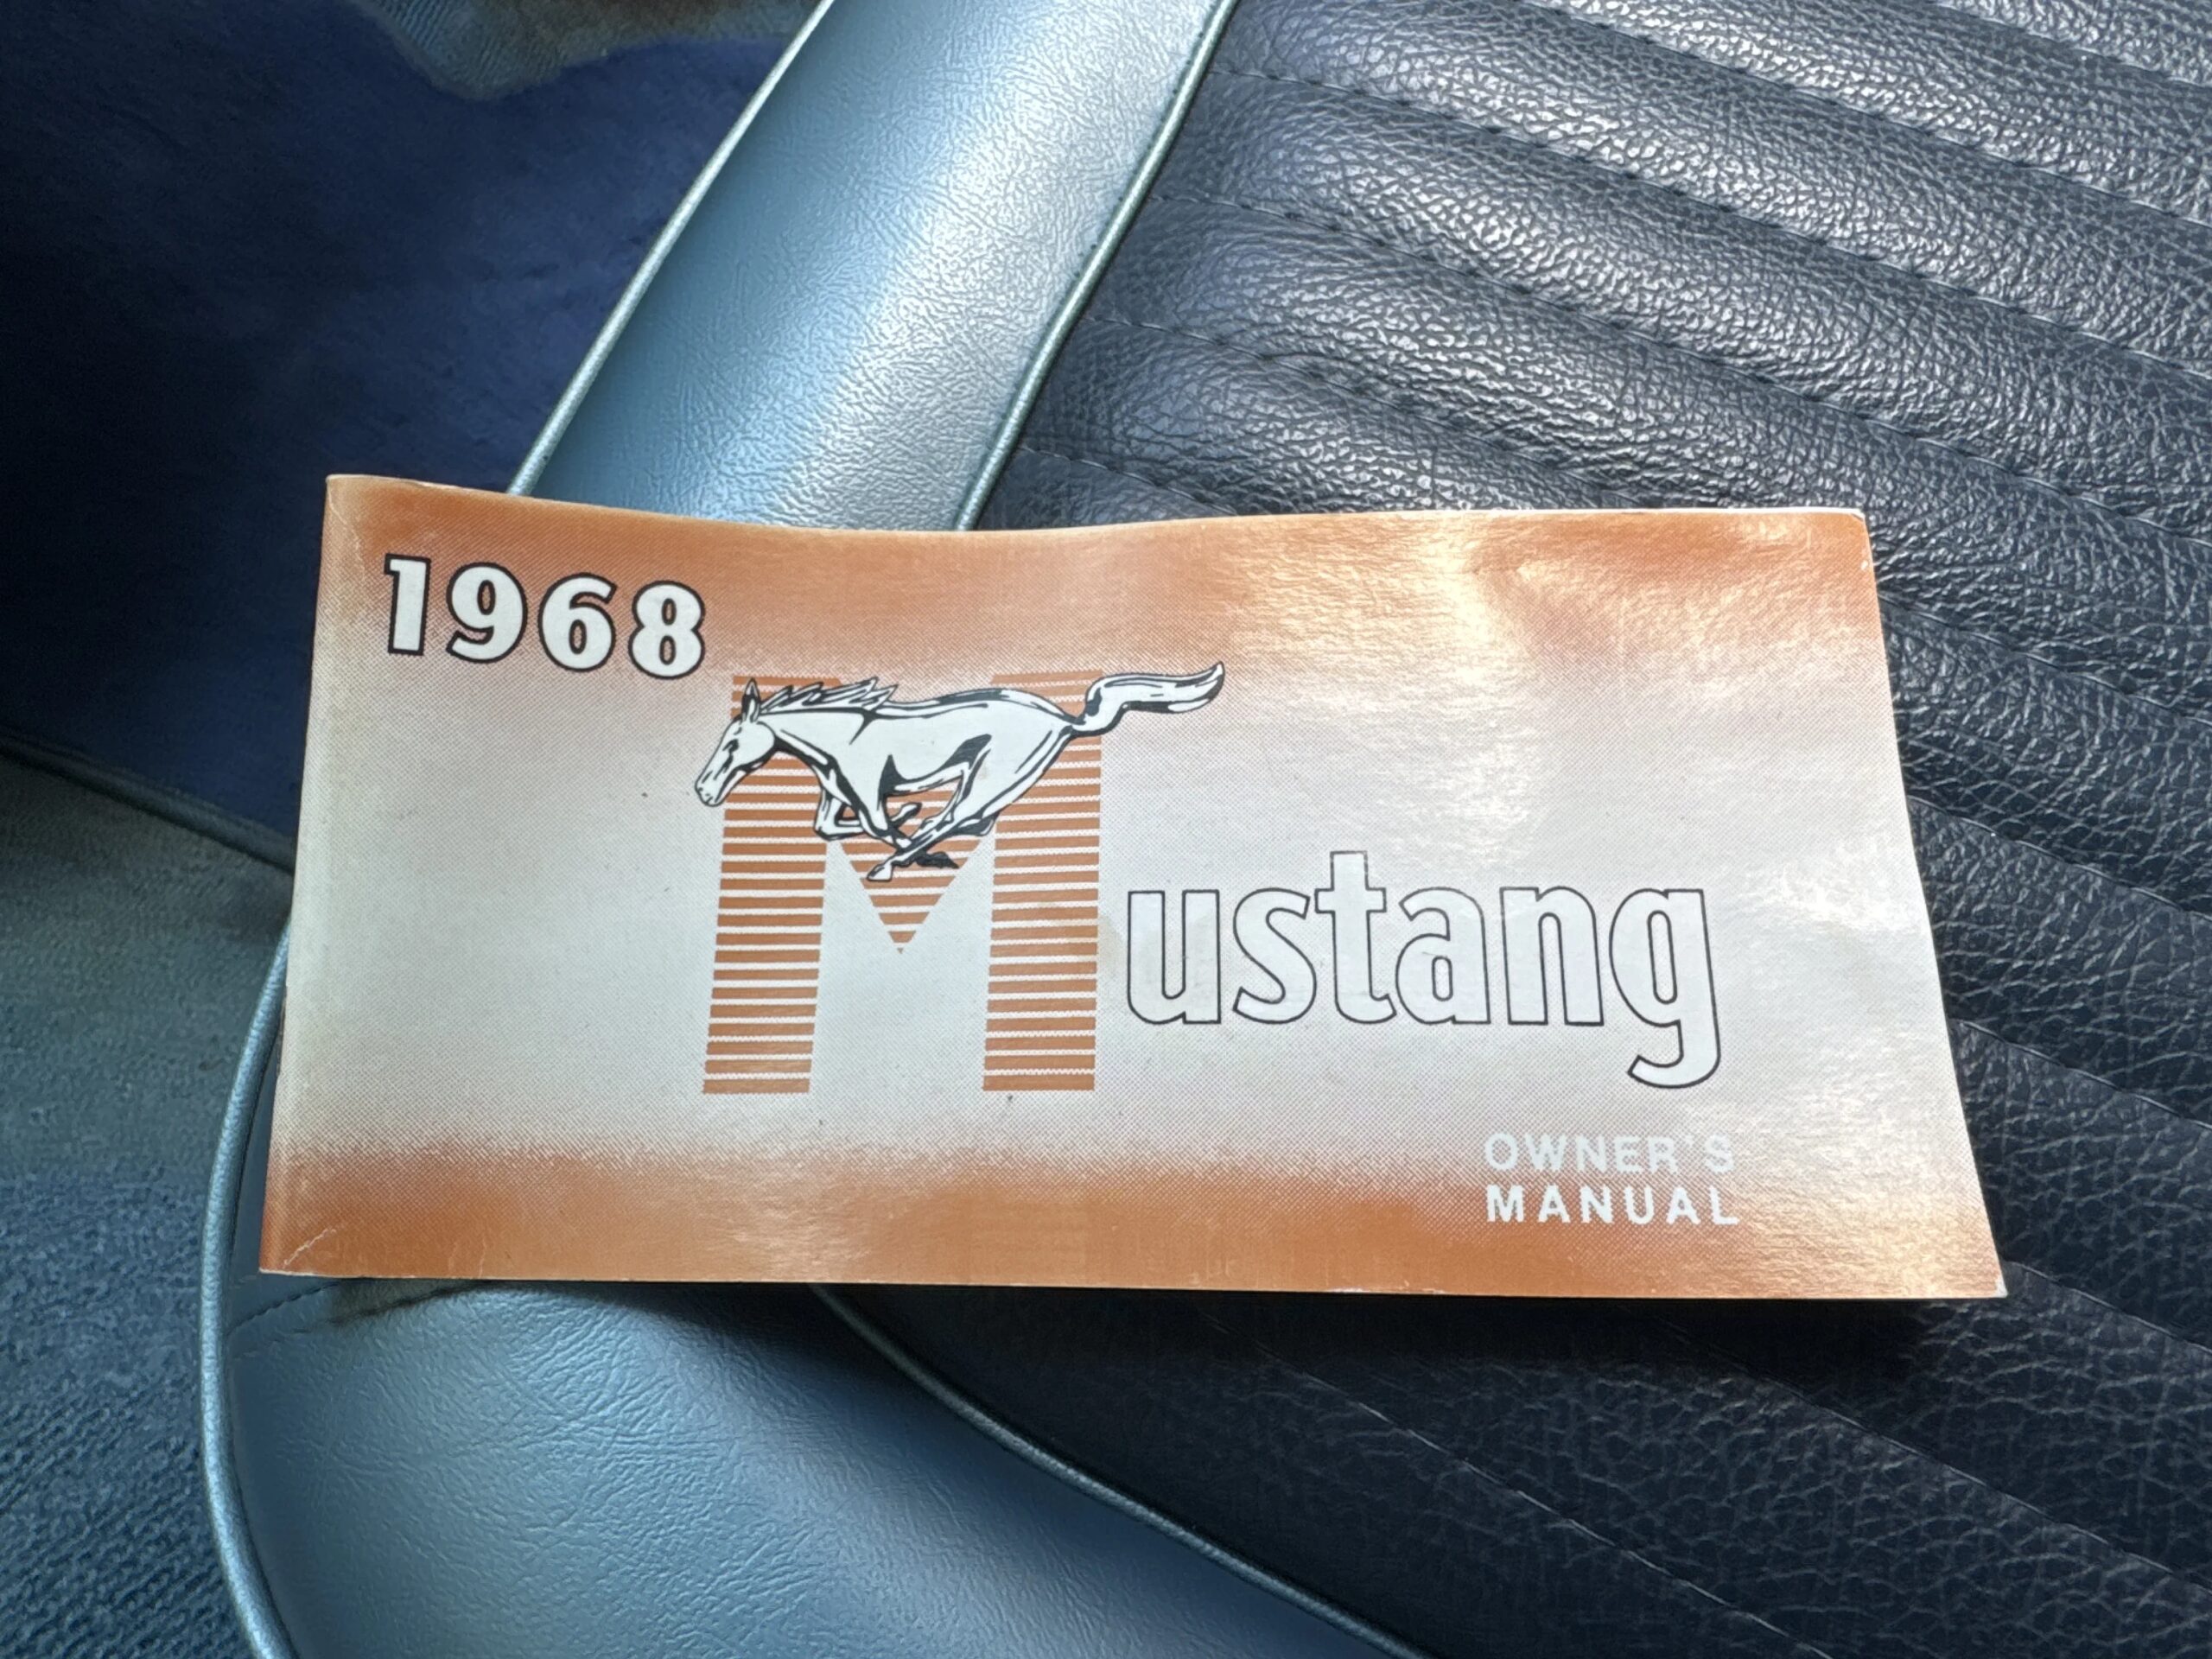 1968
Mustang
OWNER'S
MANUAL